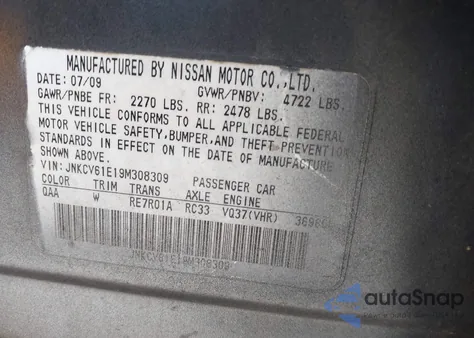 MANUFACTURED BY NISSAN MOTOR CO.,LTD.
DATE: 07/09 GVWR/PNBV: 4722 LBS.
GAWR/PNBE FR: 2270 LBS. RR: 2478 LBS.
THIS VEHICLE CONFORMS TO ALL APPLICABLE FEDERAL
MOTOR VEHICLE SAFETY, BUMPER, AND THEFT PREVENTION
STANDARDS IN EFFECT ON THE DATE OF MANUFACTURE
SHOWN ABOVE.
VIN: JNKCV61E19M308309 PASSENGER CAR
COLOR TRIM TRANS AXLE ENGINE
QAA W RE7R01A RC33 VQ37(VHR)
JNKCV61E19M308309
autoSnap